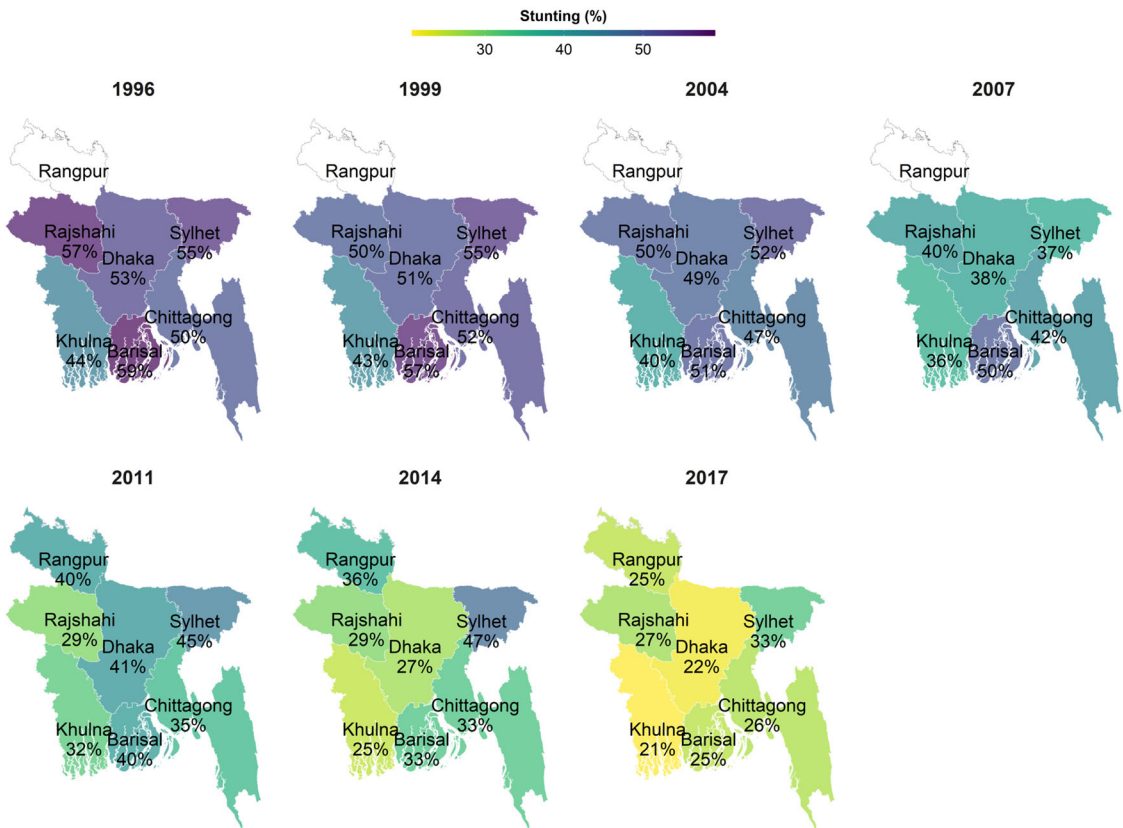 Stunting (%)
30 40 50
1996
Rangpur
Rajshahi
57%
Dhaka
53%
Sylhet
55%
Khulna
44%
Barisal
59%
Chittagong
50%
1999
Rangpur
Rajshahi
50%
Dhaka
51%
Sylhet
55%
Khulna
43%
Barisal
57%
Chittagong
52%
2004
Rangpur
Rajshahi
50%
Dhaka
49%
Sylhet
52%
Khulna
40%
Barisal
51%
Chittagong
47%
2007
Rangpur
Rajshahi
40%
Dhaka
38%
Sylhet
37%
Khulna
36%
Barisal
50%
Chittagong
42%
2011
Rangpur
40%
Rajshahi
29%
Dhaka
41%
Sylhet
45%
Khulna
32%
Barisal
40%
Chittagong
35%
2014
Rangpur
36%
Rajshahi
29%
Dhaka
27%
Sylhet
47%
Khulna
25%
Barisal
33%
Chittagong
33%
2017
Rangpur
25%
Rajshahi
27%
Dhaka
22%
Sylhet
33%
Khulna
21%
Barisal
25%
Chittagong
26%